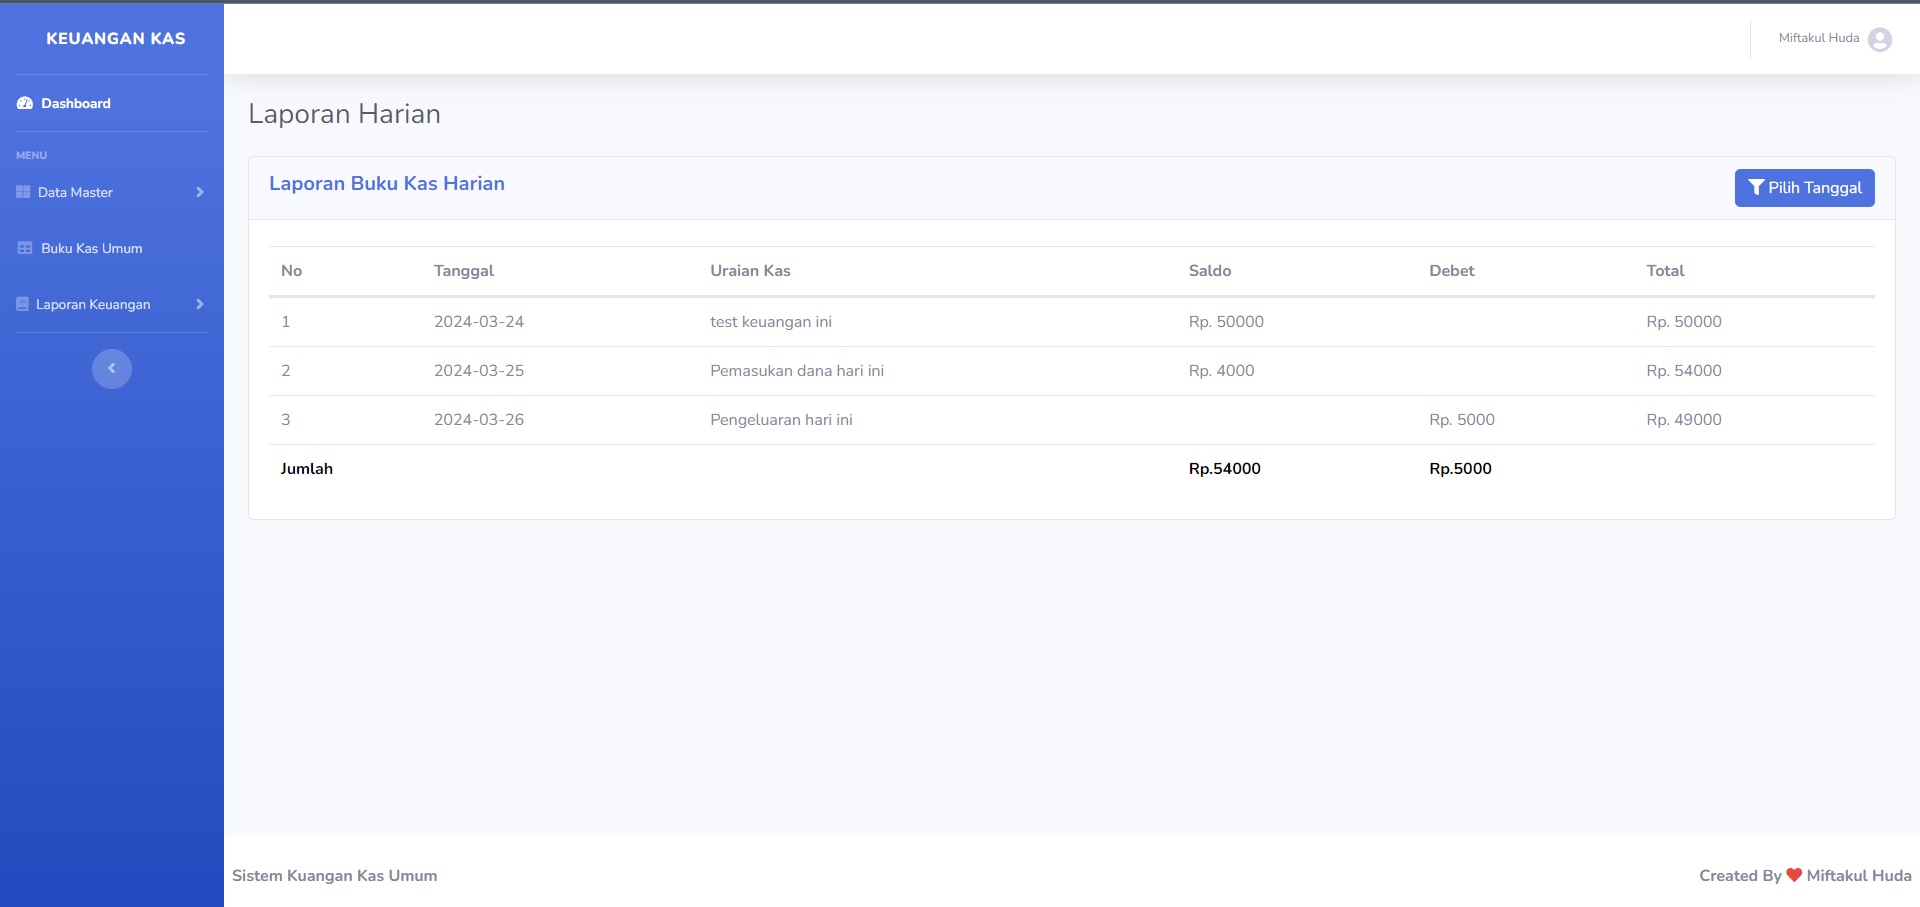 KEUANGAN KAS
Miftakul Huda
Dashboard
MENU
Data Master
Buku Kas Umum
Laporan Keuangan
Laporan Harian
Laporan Buku Kas Harian
Pilih Tanggal
No Tanggal Uraian Kas Saldo Debet Total
1 2024-03-24 test keuangan ini Rp. 50000 Rp. 50000
2 2024-03-25 Pemasukan dana hari ini Rp. 4000 Rp. 54000
3 2024-03-26 Pengeluaran hari ini Rp. 5000 Rp. 49000
Jumlah Rp.54000 Rp.5000
Sistem Kuangan Kas Umum
Created By ❤ Miftakul Huda